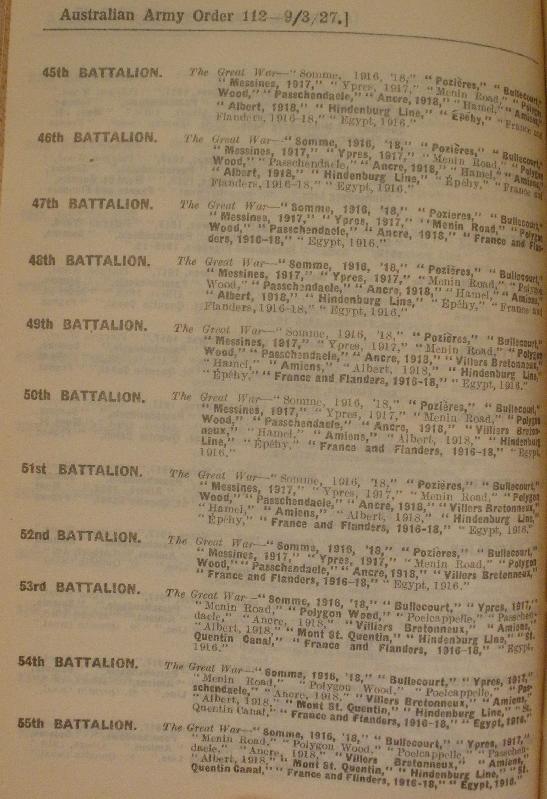 Australian Army Order 112—9/3/27.]
45th BATTALION. The Great War—"Somme, 1916, '18," "Pozières," "Bullecourt,"
"Messines, 1917," "Ypres, 1917," "Menin Road," "Polygon
Wood," "Passchendaele," "Ancre, 1918," "Hamel," "Amiens,"
"Albert, 1918," "Hindenburg Line," "Epéhy," "France and
Flanders, 1916-18," "Egypt, 1916."
46th BATTALION. The Great War—"Somme, 1916, '18," "Pozières," "Bullecourt,"
"Messines, 1917," "Ypres, 1917," "Menin Road," "Polygon
Wood," "Passchendaele," "Ancre, 1918," "Hamel," "Amiens,"
"Albert, 1918," "Hindenburg Line," "Épéhy," "France and
Flanders, 1916-18," "Egypt, 1916."
47th BATTALION. The Great War—"Somme, 1916, '18," "Pozieres," "Bullecourt,"
"Messines, 1917," "Ypres, 1917," "Menin Road," "Polygon
Wood," "Passchendaele," "Ancre, 1918," "France and Flan-
ders, 1916-18," "Egypt, 1916."
48th BATTALION. The Great War—"Somme, 1916, '18," "Pozières," "Bullecourt,"
"Messines, 1917," "Ypres, 1917," "Menin Road," "Polygon
Wood," "Passchendaele," "Ancre, 1918," "Hamel," "Amiens,"
"Albert, 1918," "Hindenburg Line," "Épéhy," "France and
Flanders, 1916-18," "Egypt, 1916."
49th BATTALION. The Great War—"Somme, 1916, '18," "Pozières," "Bullecourt,"
"Messines, 1917," "Ypres, 1917," "Menin Road," "Polygon
Wood," "Passchendaele," "Ancre, 1918," "Villers Bretonneux,"
"Hamel," "Amiens," "Albert, 1918," "Hindenburg Line,"
"Épéhy," "France and Flanders, 1916-18," "Egypt, 1916."
50th BATTALION. The Great War—"Somme, 1916, '18," "Pozières," "Bullecourt,"
"Messines, 1917," "Ypres, 1917," "Menin Road," "Polygon
Wood," "Passchendaele," "Ancre, 1918," "Villiers Breton-
neux," "Hamel," "Amiens," "Albert, 1918," "Hindenburg
Line," "Épéhy," "France and Flanders, 1916-18," "Egypt,
1916."
51st BATTALION. The Great War—"Somme, 1916, '18," "Pozières," "Bullecourt,"
"Messines, 1917," "Ypres, 1917," "Menin Road," "Polygon
Wood," "Passchendaele," "Ancre, 1918," "Villers Bretonneux,"
"Hamel," "Amiens," "Albert, 1918," "Hindenburg Line,"
"Épéhy," "France and Flanders, 1916-18," "Egypt, 1916."
52nd BATTALION. The Great War—"Somme, 1916, '18," "Pozières," "Bullecourt,"
"Messines, 1917," "Ypres, 1917," "Menin Road," "Polygon
Wood," "Passchendaele," "Ancre, 1918," "Villers Bretonneux,"
"France and Flanders, 1916-18," "Egypt, 1916."
53rd BATTALION. The Great War—"Somme, 1916, '18," "Bullecourt," "Ypres, 1917,"
"Menin Road," "Polygon Wood," "Poelcappelle," "Passchen-
daele," "Ancre, 1918," "Villiers Bretonneux," "Amiens,"
"Albert, 1918," "Mont St. Quentin," "Hindenburg Line," "St.
Quentin Canal," "France and Flanders, 1916-18," "Egypt,
1916."
54th BATTALION. The Great War—"Somme, 1916, '18," "Bullecourt," "Ypres, 1917,"
"Menin Road," "Polygon Wood," "Poelcappelle," "Pas-
schendaele," "Ancre, 1918," "Villers Bretonneux," "Amiens,"
"Albert, 1918," "Mont St. Quentin," "Hindenburg Line," "St.
Quentin Canal," "France and Flanders, 1916-18," "Egypt, 1916."
55th BATTALION. The Great War—"Somme, 1916, '18," "Bullecourt," "Ypres, 1917,"
"Menin Road," "Polygon Wood," "Poelcappelle," "Passchen-
daele," "Ancre, 1918," "Villers Bretonneux," "Amiens,"
"Albert, 1918," "Mont St. Quentin," "Hindenburg Line," "St.
Quentin Canal," "France and Flinders, 1916-18," "Egypt, 1916."